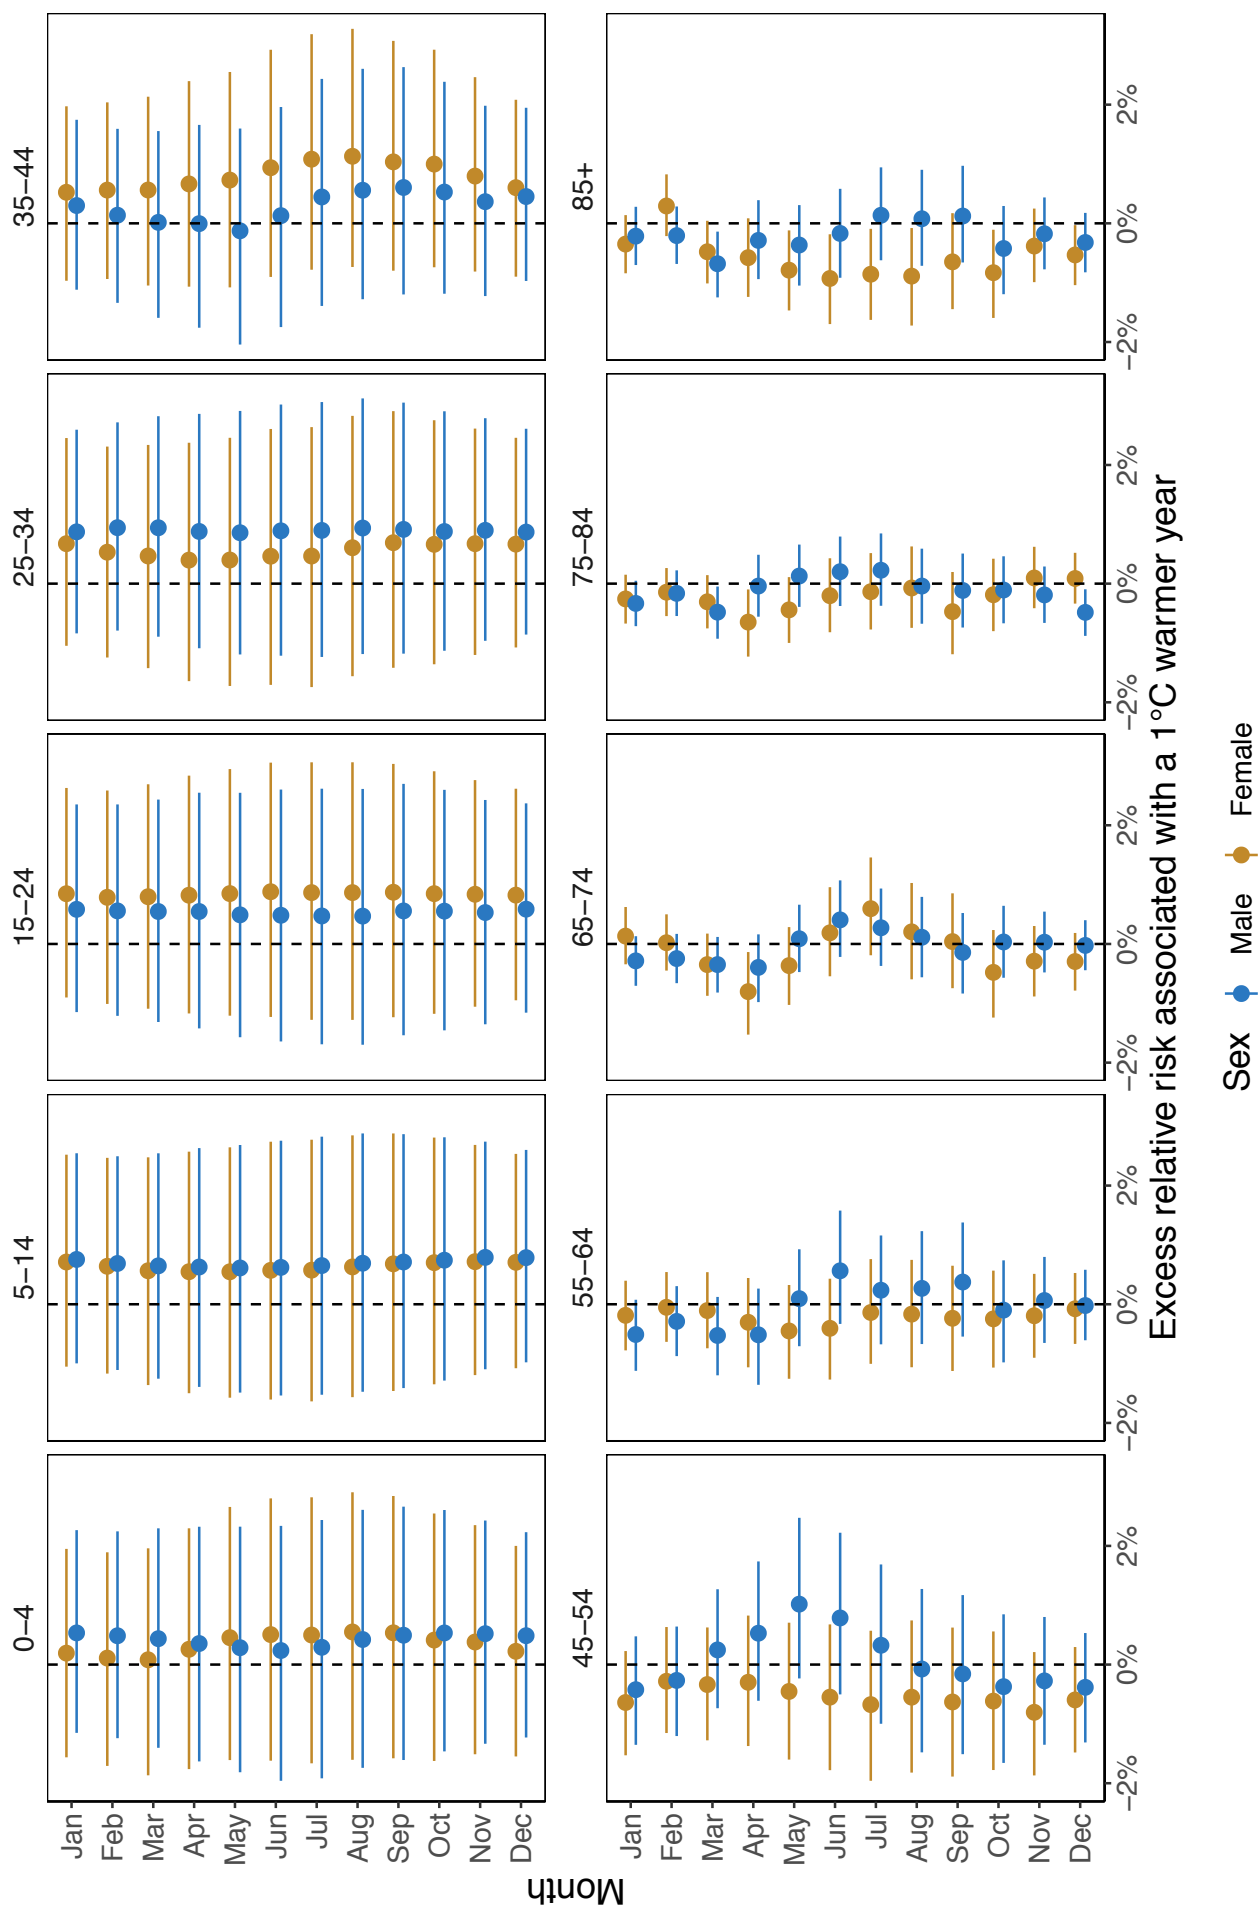 0–4
5–14
15–24
25–34
35–44
Jan
Feb
Mar
Apr
May
Jun
Jul
Aug
Sep
Oct
Nov
Dec
45–54
55–64
65–74
75–84
85+
Jan
Feb
Mar
Apr
May
Jun
Jul
Aug
Sep
Oct
Nov
Dec
Month
−2% 0% 2%
−2% 0% 2%
−2% 0% 2%
−2% 0% 2%
−2% 0% 2%
Excess relative risk associated with a 1°C warmer year
Sex Male Female